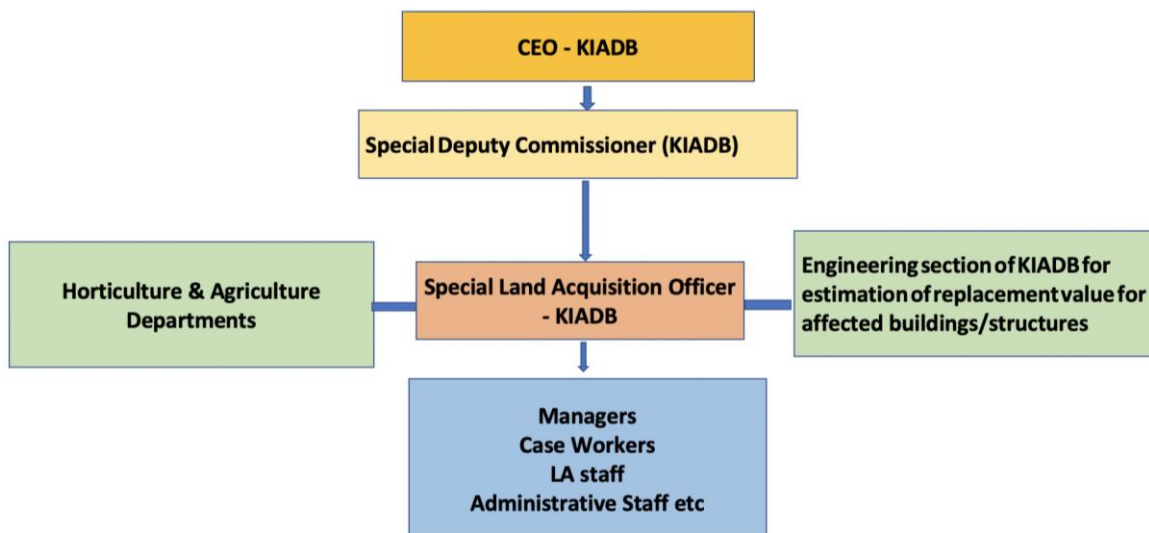 CEO - KIADB
Special Deputy Commissioner (KIADB)
Horticulture & Agriculture
Departments
Special Land Acquisition Officer
- KIADB
Engineering section of KIADB for
estimation of replacement value for
affected buildings/structures
Managers
Case Workers
LA staff
Administrative Staff etc